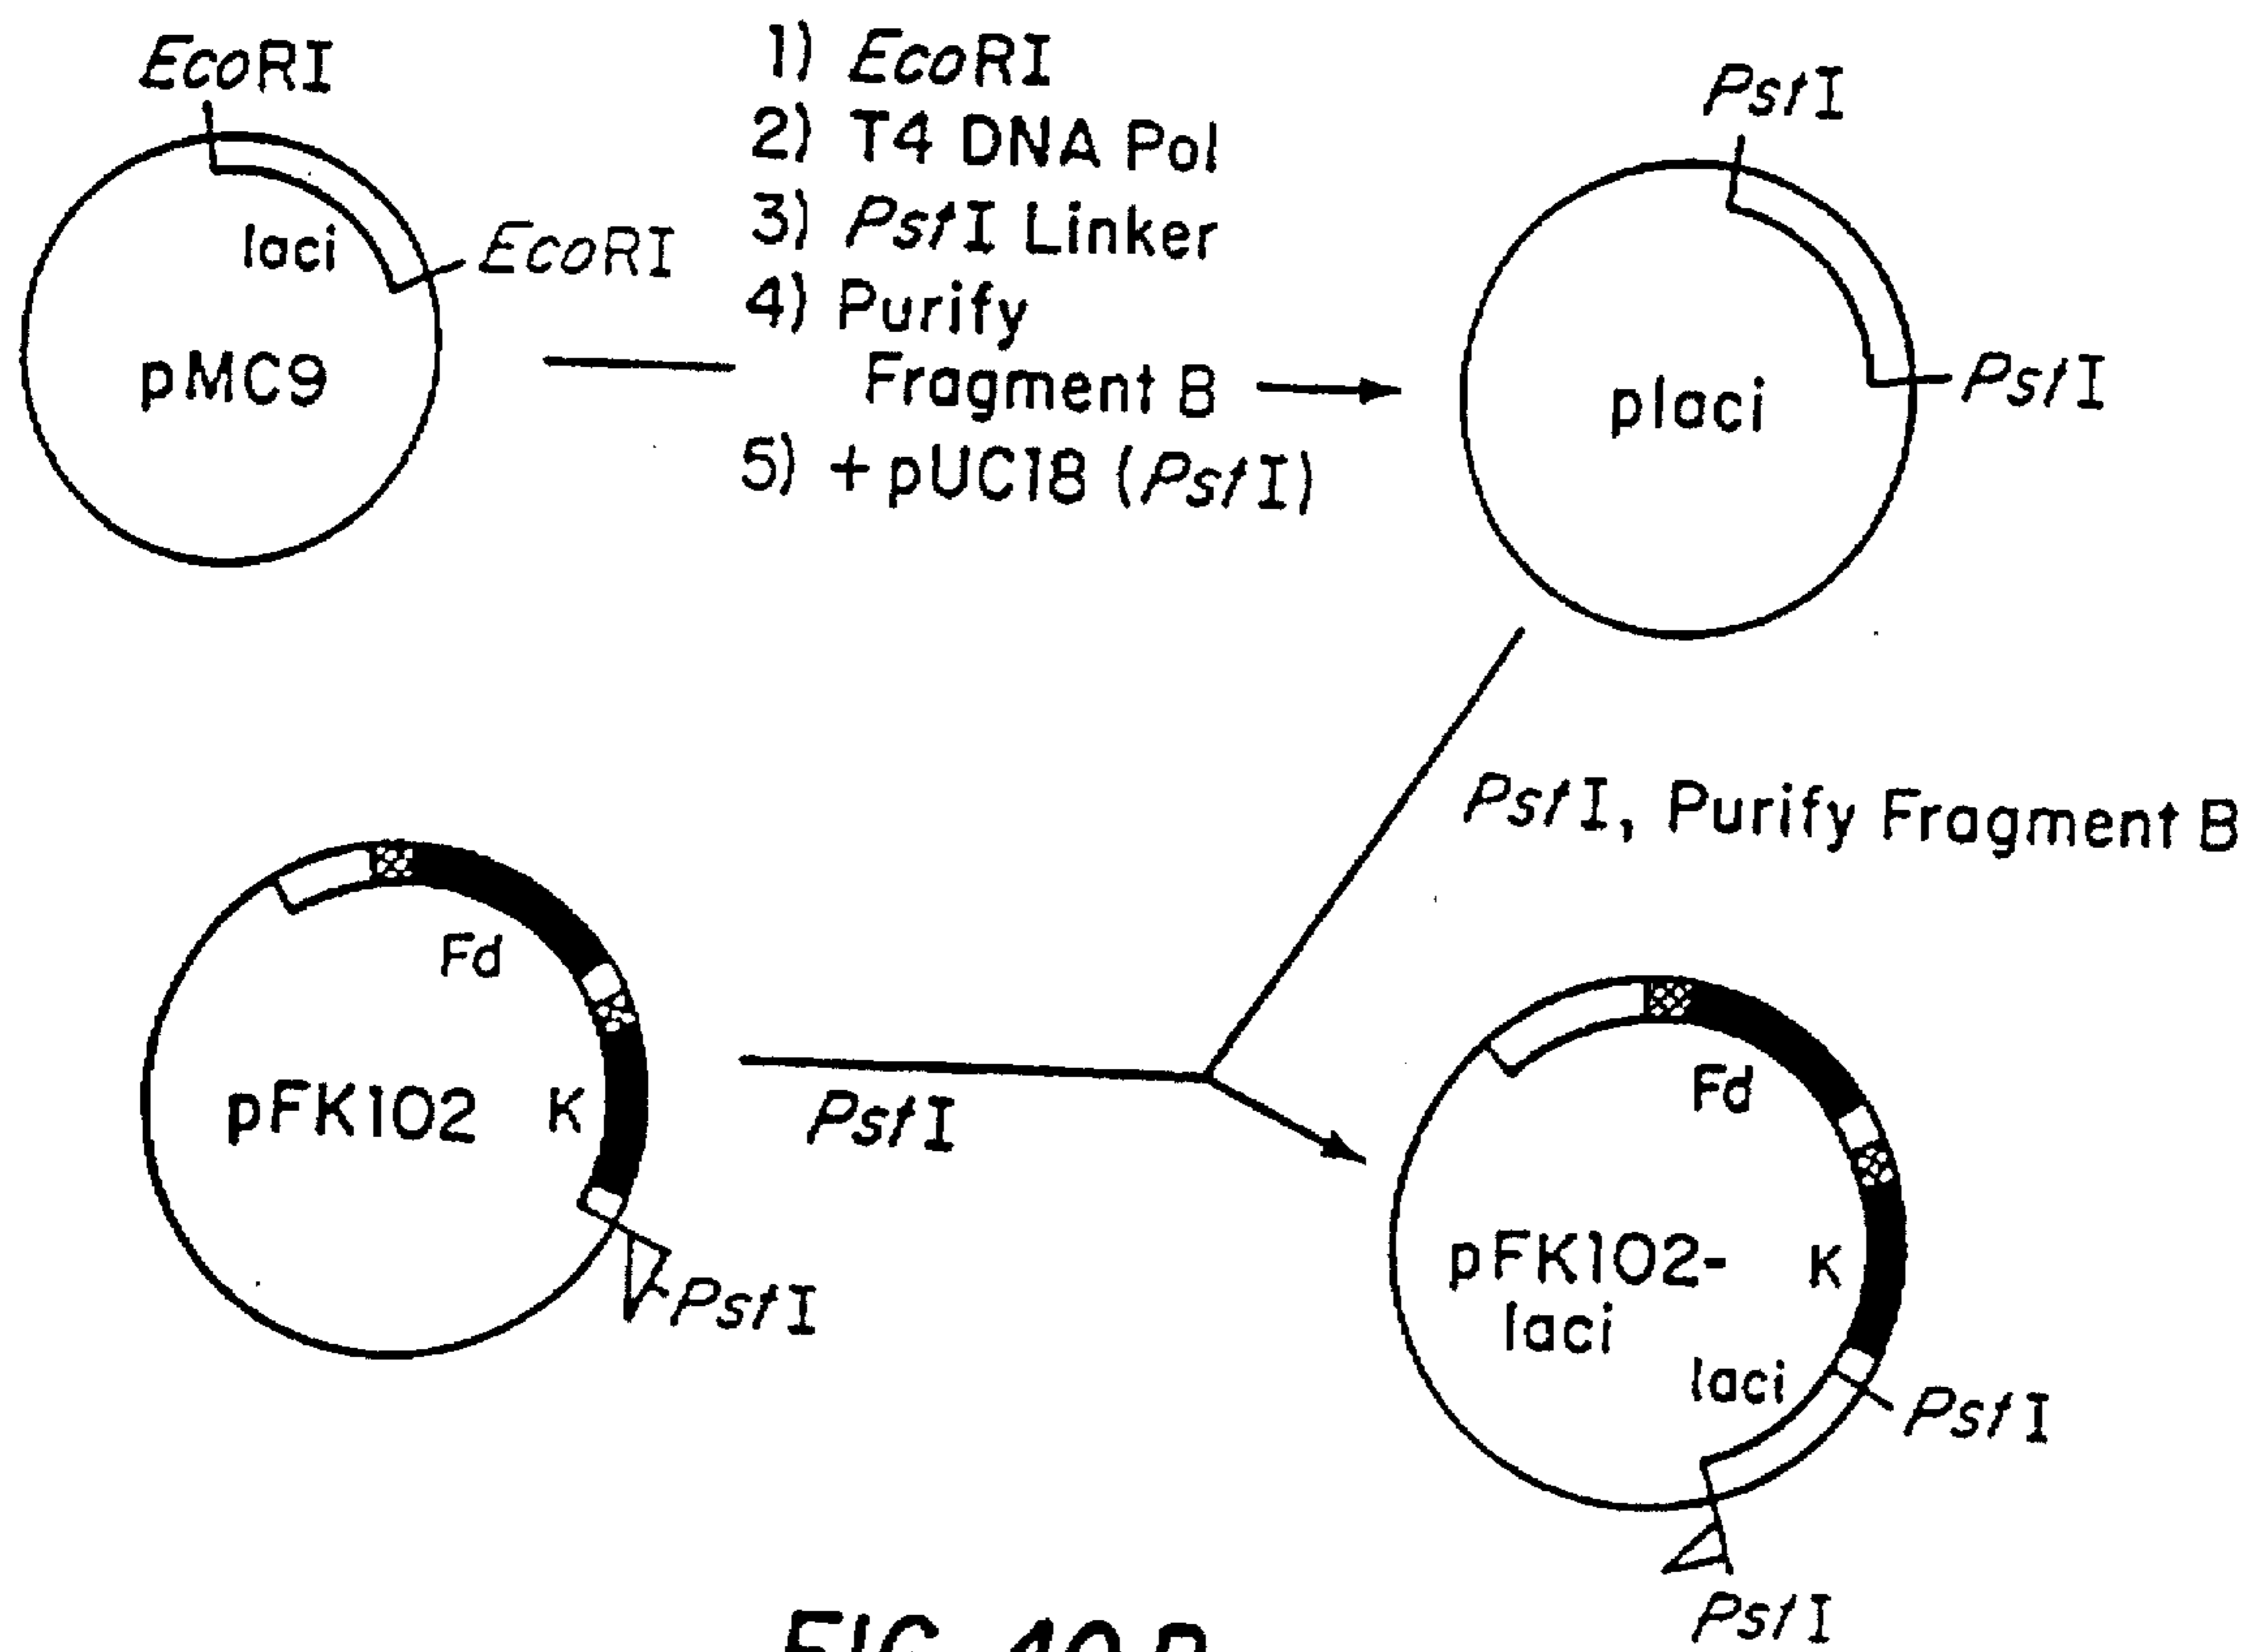 EcoRI
laci
EcoRI
pMC9
1) EcoRI
2) T4 DNA Pol
3) PstI Linker
4) Purify
Fragment B
5) +pUC18 (PstI)
PstI
placi
PstI
PstI, Purify Fragment B
Fd
pFK102 K
PstI
PstI
Fd
pFK102- K
laci
laci
PstI
PstI